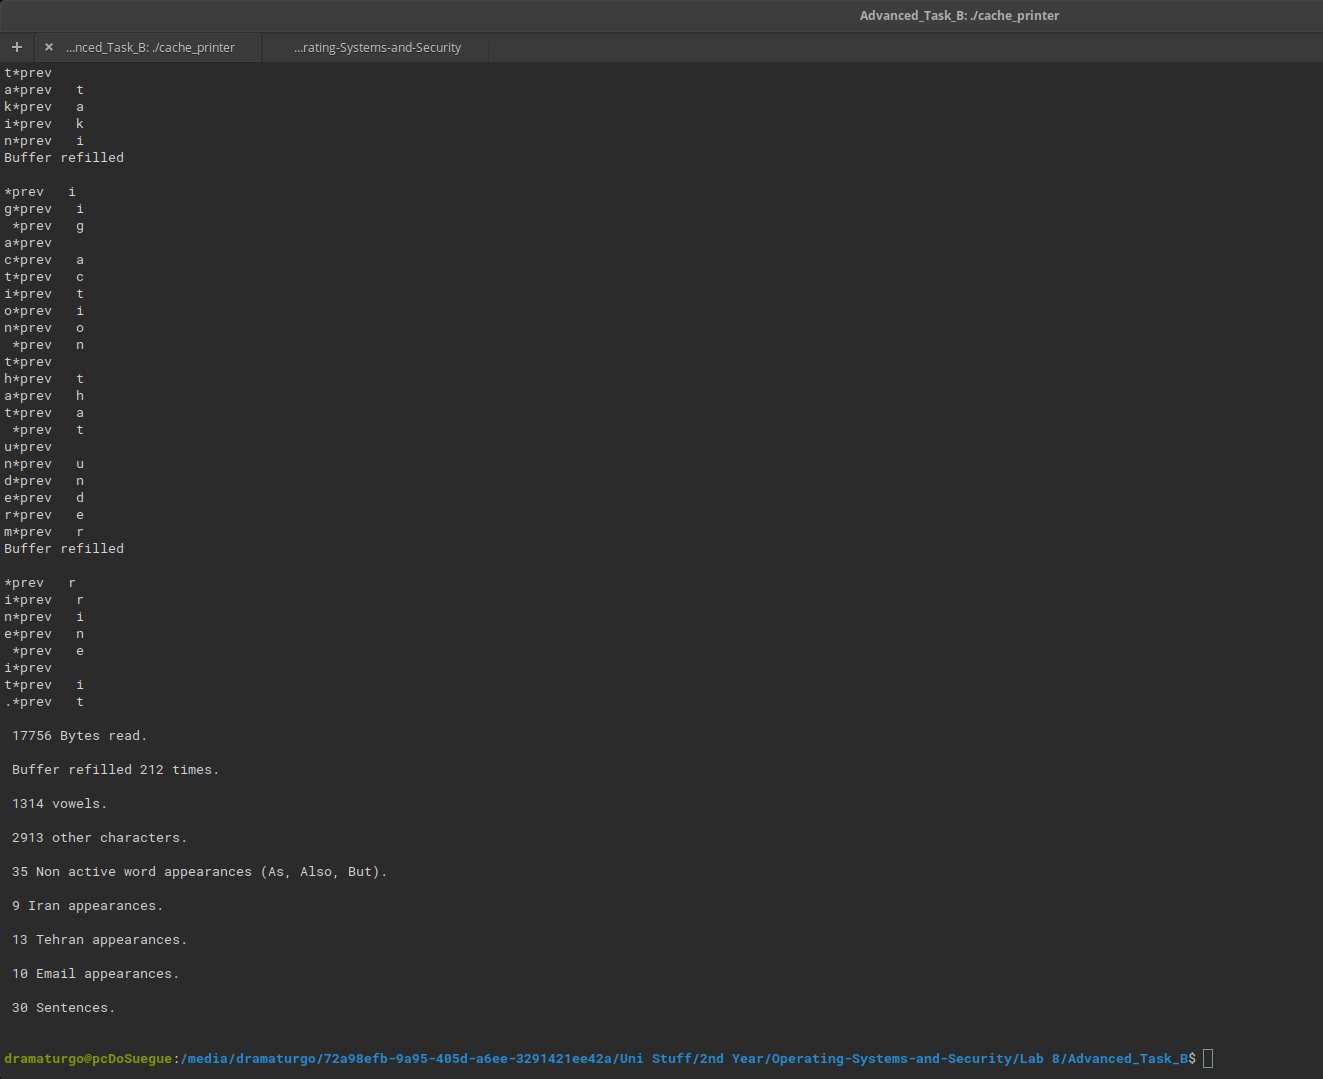 Advanced_Task_B: ./cache_printer
+ × ...nced_Task_B: ./cache_printer ...rating-Systems-and-Security
t*prev
a*prev   t
k*prev   a
i*prev   k
n*prev   i
Buffer refilled
*prev   i
g*prev   i
 *prev   g
a*prev
c*prev   a
t*prev   c
i*prev   t
o*prev   i
n*prev   o
 *prev   n
t*prev
h*prev   t
a*prev   h
t*prev   a
 *prev   t
u*prev
n*prev   u
d*prev   n
e*prev   d
r*prev   e
m*prev   r
Buffer refilled
*prev   r
i*prev   r
n*prev   i
e*prev   n
 *prev   e
i*prev
t*prev   i
.*prev   t
17756 Bytes read.
Buffer refilled 212 times.
1314 vowels.
2913 other characters.
35 Non active word appearances (As, Also, But).
9 Iran appearances.
13 Tehran appearances.
10 Email appearances.
30 Sentences.
dramaturgo@pcDoSuegue:/media/dramaturgo/72a98efb-9a95-405d-a6ee-3291421ee42a/Uni Stuff/2nd Year/Operating-Systems-and-Security/Lab 8/Advanced_Task_B$